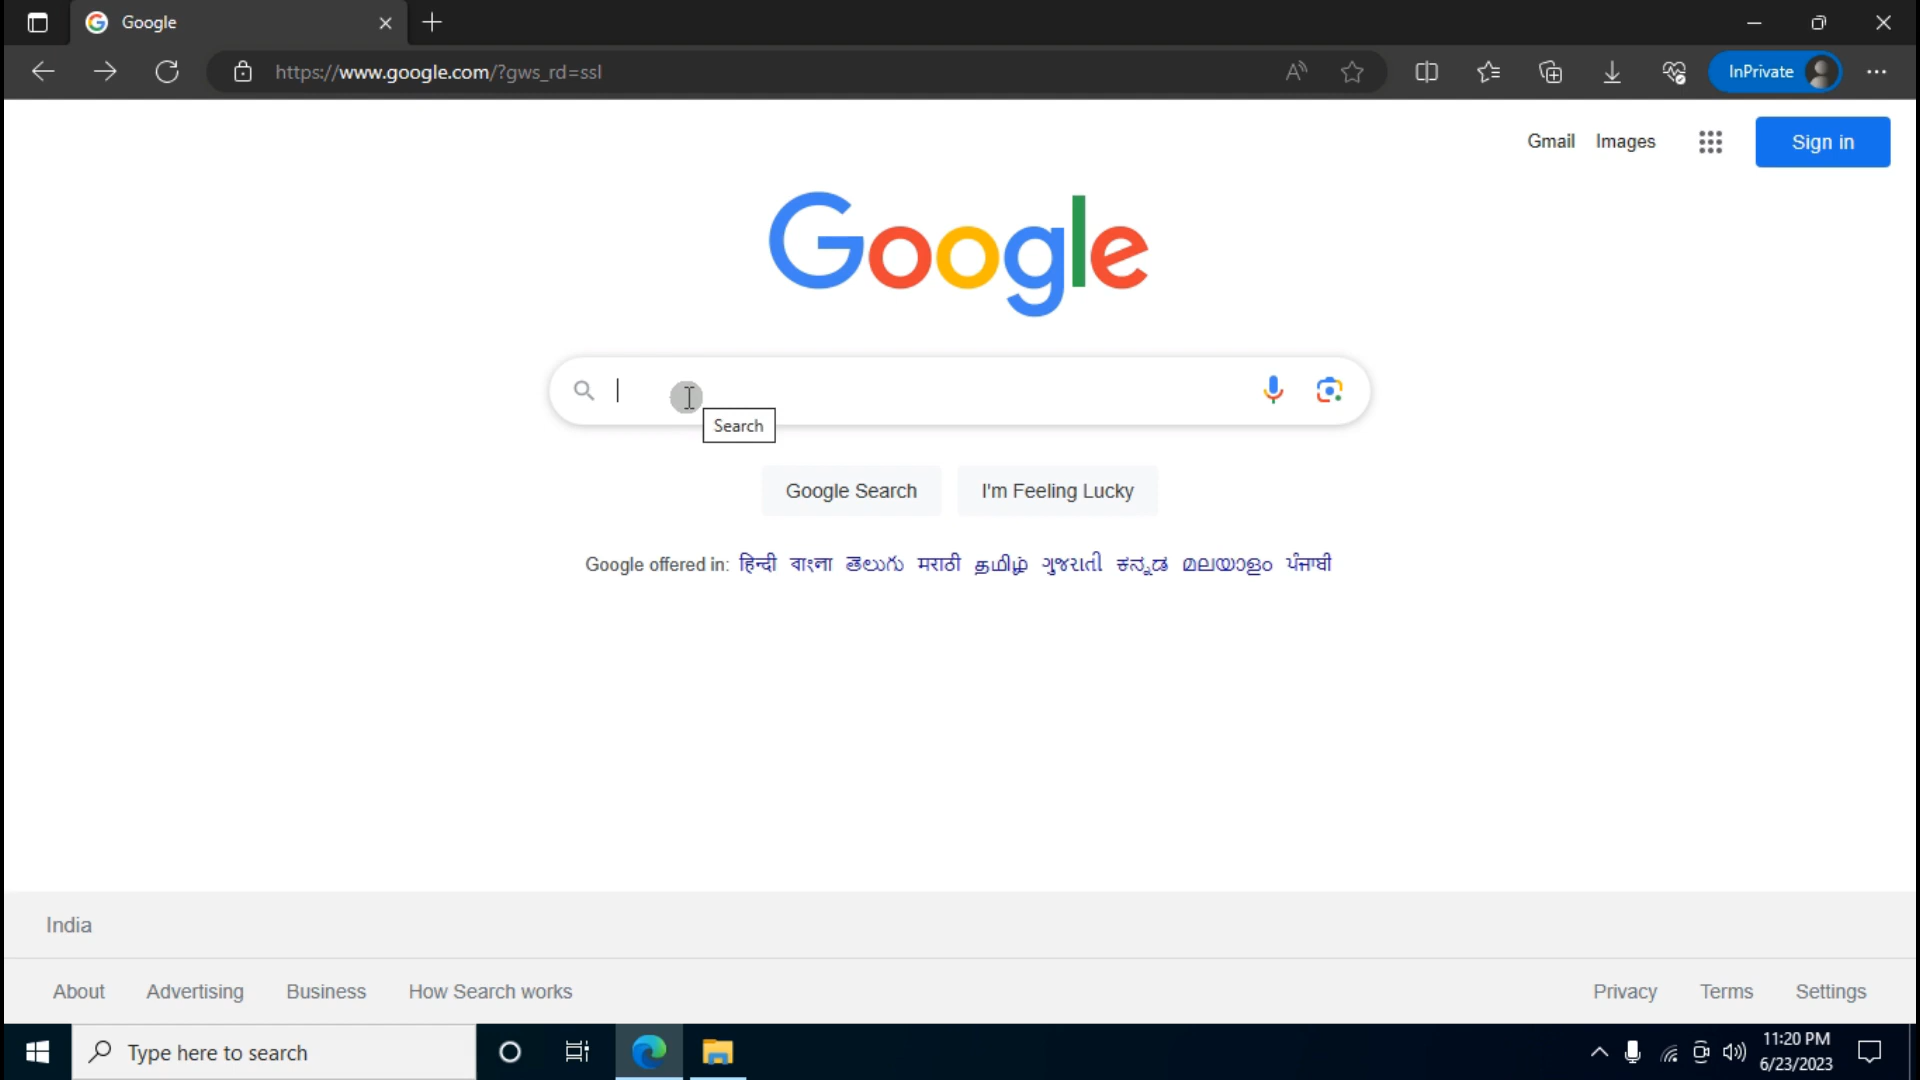 Google
https://www.google.com/?gws_rd=ssl
InPrivate
Gmail Images Sign in
Google
Search
Google Search I'm Feeling Lucky
Google offered in: हिन्दी বাংলা తెలుగు मराठी தமிழ் ગુજરાતી ಕನ್ನಡ മലയാളം ਪੰਜਾਬੀ
India
About Advertising Business How Search works Privacy Terms Settings
Type here to search
11:20 PM
6/23/2023